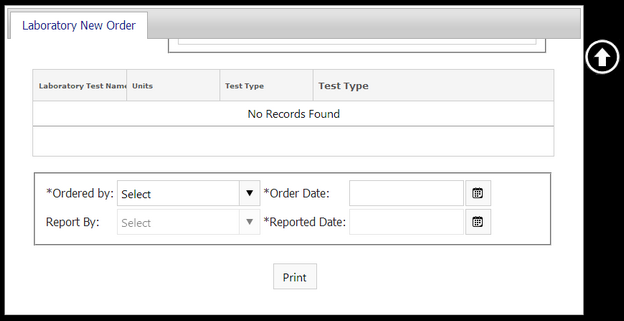 Laboratory New Order
Laboratory Test Name Units Test Type Test Type
No Records Found
*Ordered by: Select *Order Date:
Report By: Select *Reported Date:
Print